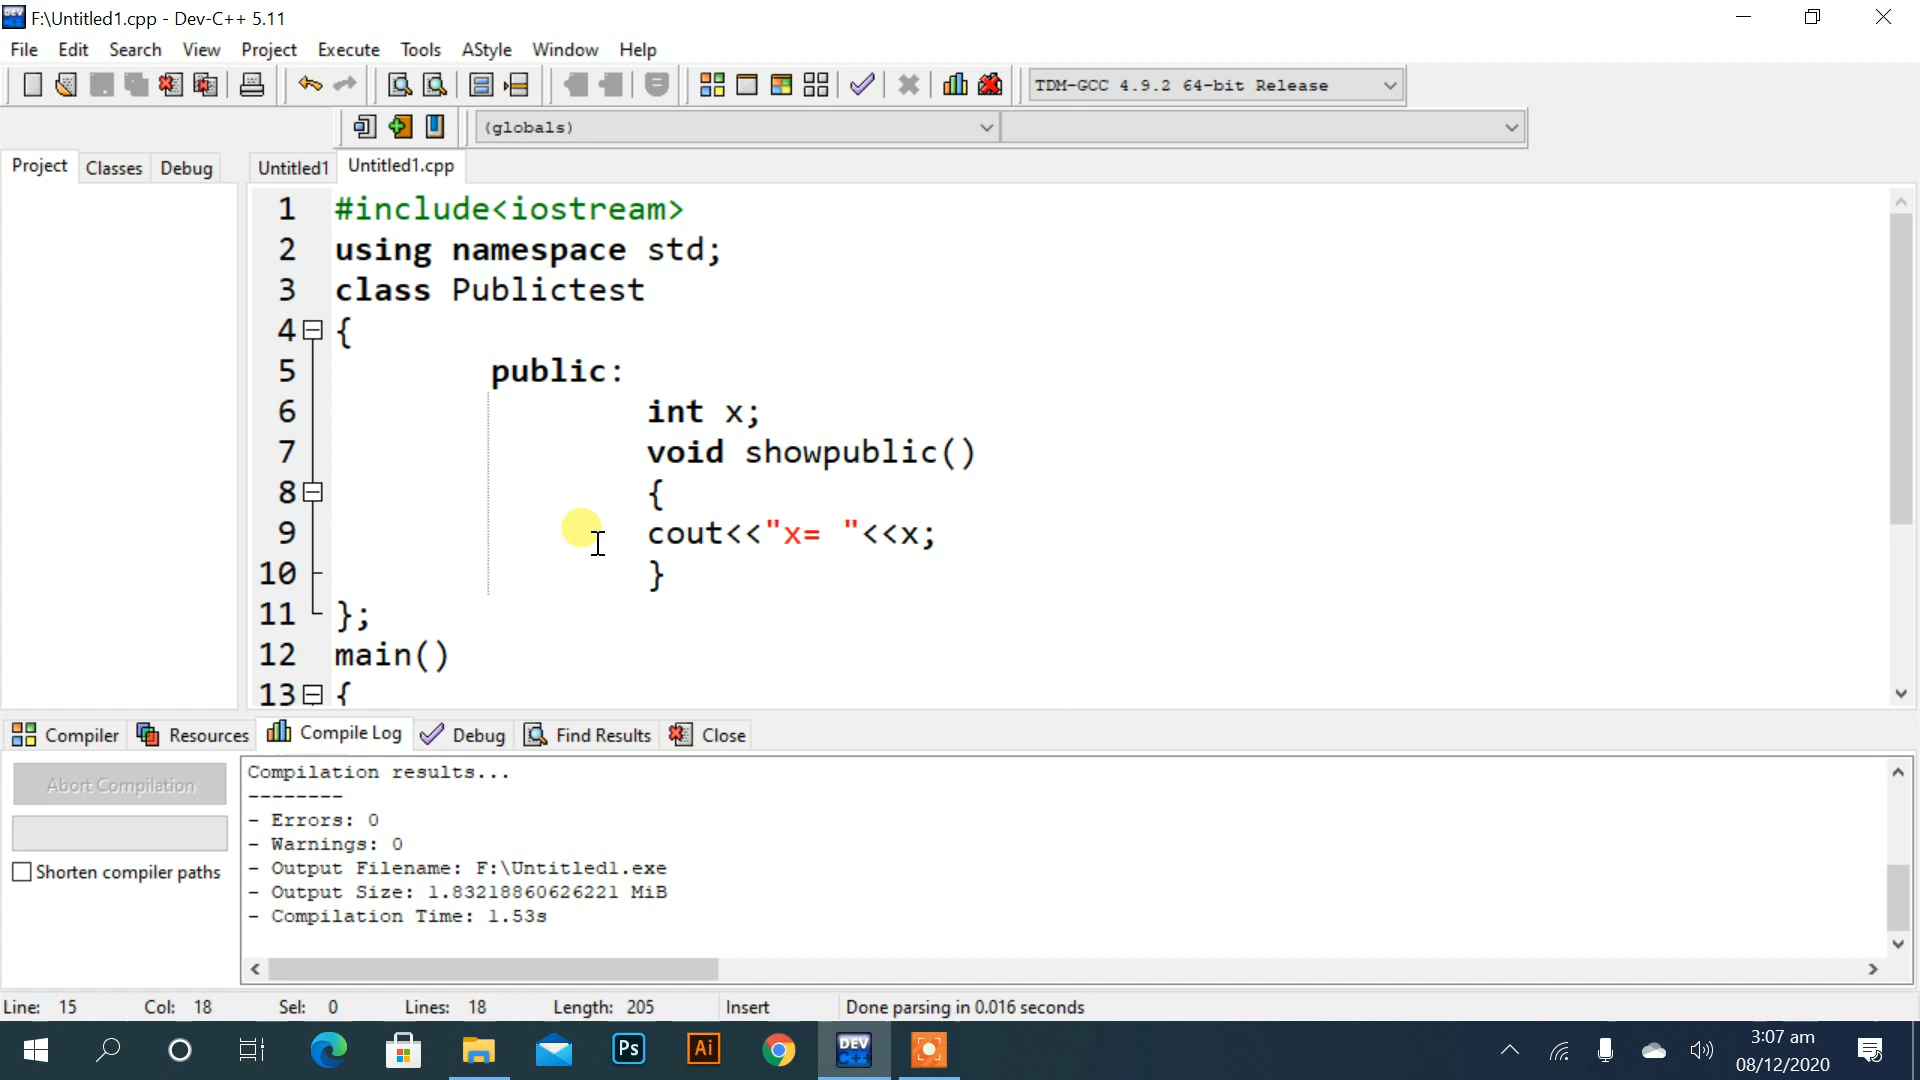 F:\Untitled1.cpp - Dev-C++ 5.11
File Edit Search View Project Execute Tools AStyle Window Help
TDM-GCC 4.9.2 64-bit Release
(globals)
Project Classes Debug Untitled1 Untitled1.cpp
1 #include<iostream>
2 using namespace std;
3 class Publictest
4 {
5 public:
6 int x;
7 void showpublic()
8 {
9 cout<<"x= "<<x;
10 }
11 };
12 main()
13 {
Compiler Resources Compile Log Debug Find Results Close
Abort Compilation
Shorten compiler paths
Compilation results...
--------
- Errors: 0
- Warnings: 0
- Output Filename: F:\Untitled1.exe
- Output Size: 1.83218860626221 MiB
- Compilation Time: 1.53s
Line: 15 Col: 18 Sel: 0 Lines: 18 Length: 205 Insert Done parsing in 0.016 seconds
Ps Ai DEV C++
3:07 am
08/12/2020